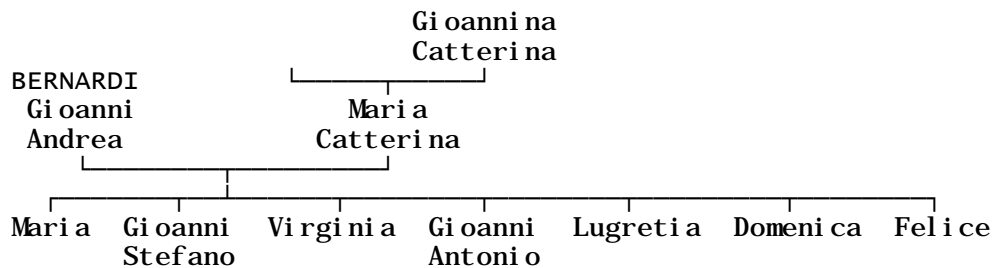 Gioannina
Catterina
BERNARDI
Gioanni Maria
Andrea Catterina
Maria Gioanni Virginia Gioanni Lugretia Domenica Felice
Stefano Antonio